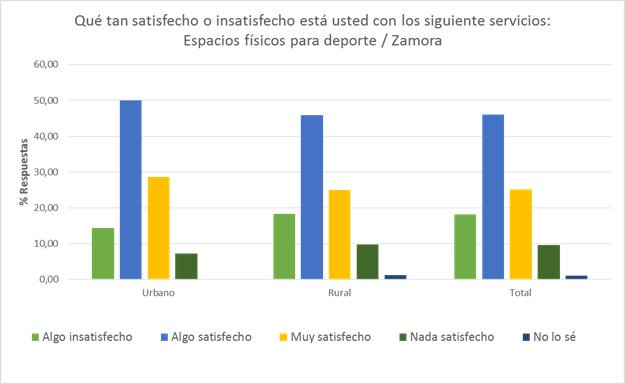 Qué tan satisfecho o insatisfecho está usted con los siguiente servicios:
Espacios físicos para deporte / Zamora
% Respuestas
60,00
50,00
40,00
30,00
20,00
10,00
0,00
Urbano Rural Total
Algo insatisfecho Algo satisfecho Muy satisfecho Nada satisfecho No lo sé